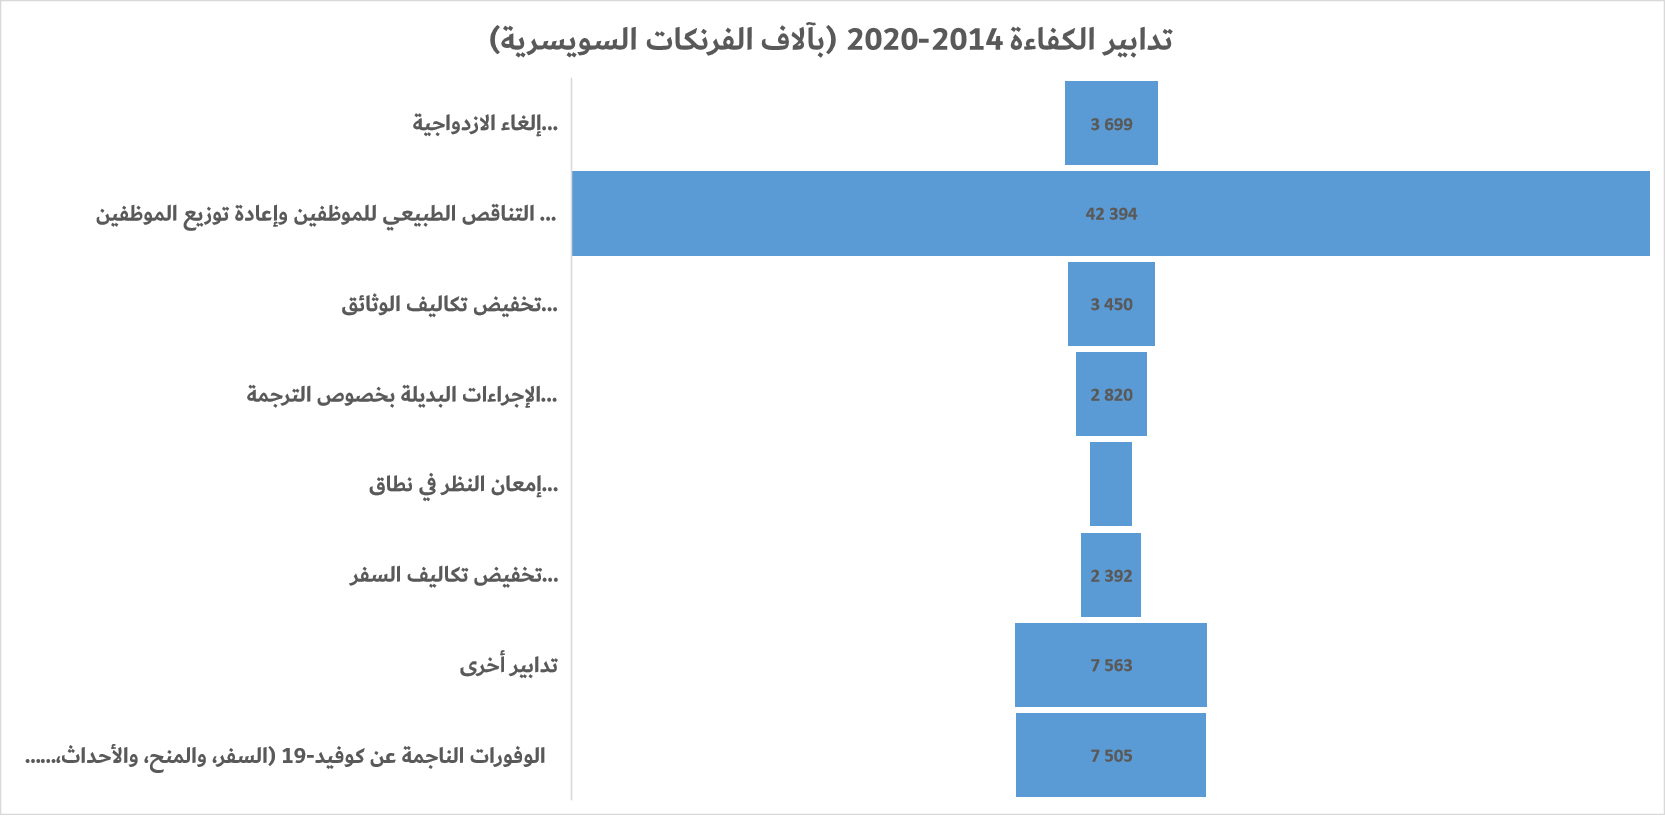 تدابير الكفاءة 2014-2020 (بآلاف الفرنكات السويسرية)
إلغاء الازدواجية...
3 699
التناقص الطبيعي للموظفين وإعادة توزيع الموظفين ...
42 394
تخفيض تكاليف الوثائق...
3 450
الإجراءات البديلة بخصوص الترجمة...
2 820
إمعان النظر في نطاق...
تخفيض تكاليف السفر...
2 392
تدابير أخرى
7 563
الوفورات الناجمة عن كوفيد-19 (السفر، والمنح، والأحداث،......
7 505